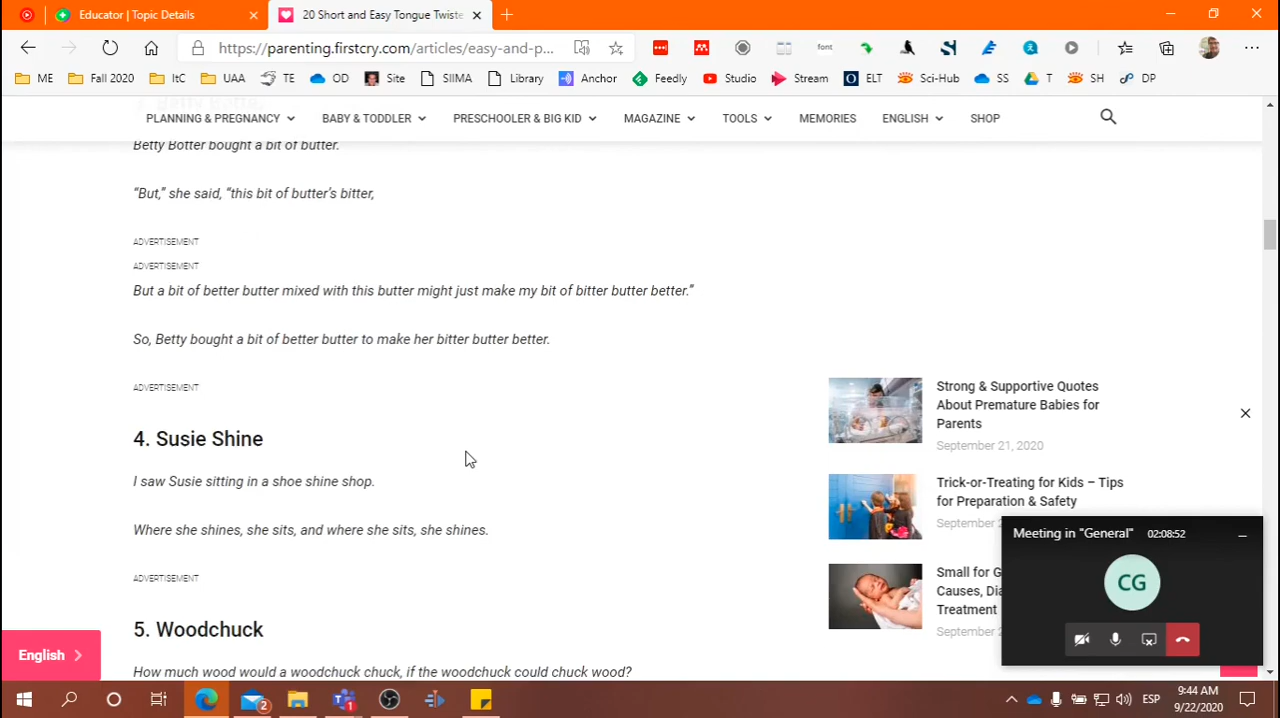 Educator | Topic Details
20 Short and Easy Tongue Twiste
https://parenting.firstcry.com/articles/easy-and-p...
font
ME
Fall 2020
ItC
UAA
TE
OD
Site
SIIMA
Library
Anchor
Feedly
Studio
Stream
ELT
Sci-Hub
SS
T
SH
DP
PLANNING & PREGNANCY
BABY & TODDLER
PRESCHOOLER & BIG KID
MAGAZINE
TOOLS
MEMORIES
ENGLISH
SHOP
Betty Botter bought a bit of butter.
“But,” she said, “this bit of butter’s bitter,
ADVERTISEMENT
ADVERTISEMENT
But a bit of better butter mixed with this butter might just make my bit of bitter butter better.”
So, Betty bought a bit of better butter to make her bitter butter better.
ADVERTISEMENT
4. Susie Shine
I saw Susie sitting in a shoe shine shop.
Where she shines, she sits, and where she sits, she shines.
ADVERTISEMENT
5. Woodchuck
How much wood would a woodchuck chuck, if the woodchuck could chuck wood?
Strong & Supportive Quotes
About Premature Babies for
Parents
September 21, 2020
Trick-or-Treating for Kids – Tips
for Preparation & Safety
Small for G
Causes, Dia
Treatment
Meeting in "General"
02:08:52
CG
English
2
1
ESP
9:44 AM
9/22/2020